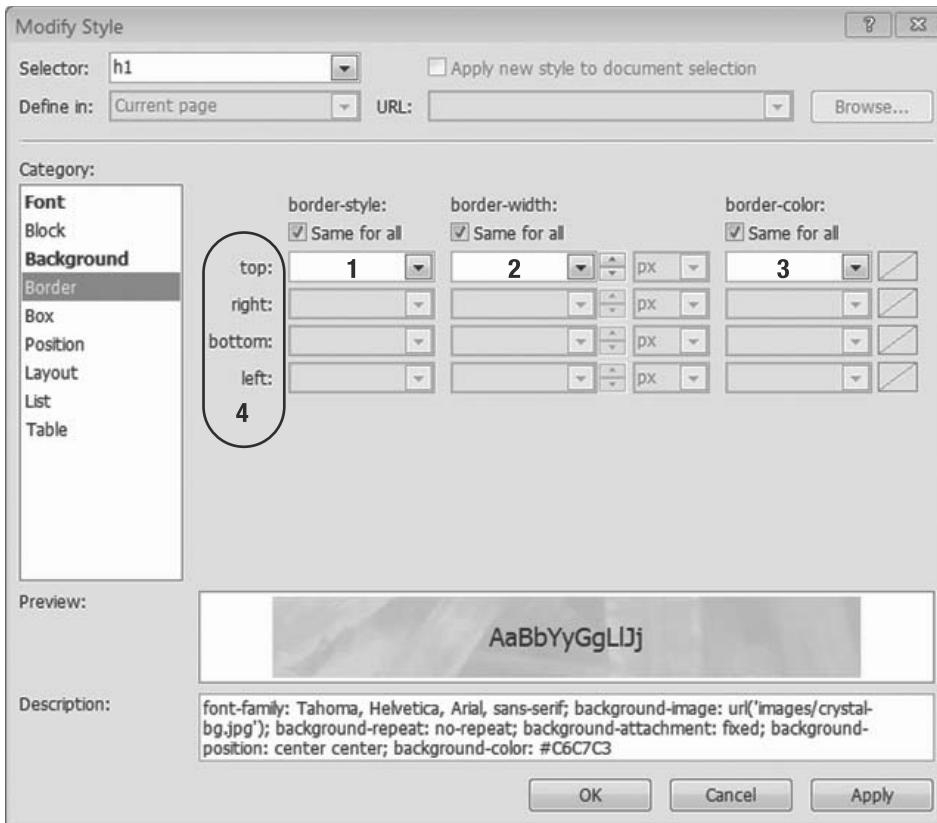 Modify Style
Selector: h1 Apply new style to document selection
Define in: Current page URL: Browse...
Category:
Font
Block
Background
Border
Box
Position
Layout
List
Table
border-style: border-width: border-color:
Same for all Same for all Same for all
top: 1 2 px 3
right: px
bottom: px
left: px
4
Preview:
AaBbYyGgLlJj
Description:
font-family: Tahoma, Helvetica, Arial, sans-serif; background-image: url('images/crystal-
bg.jpg'); background-repeat: no-repeat; background-attachment: fixed; background-
position: center center; background-color: #C6C7C3
OK Cancel Apply